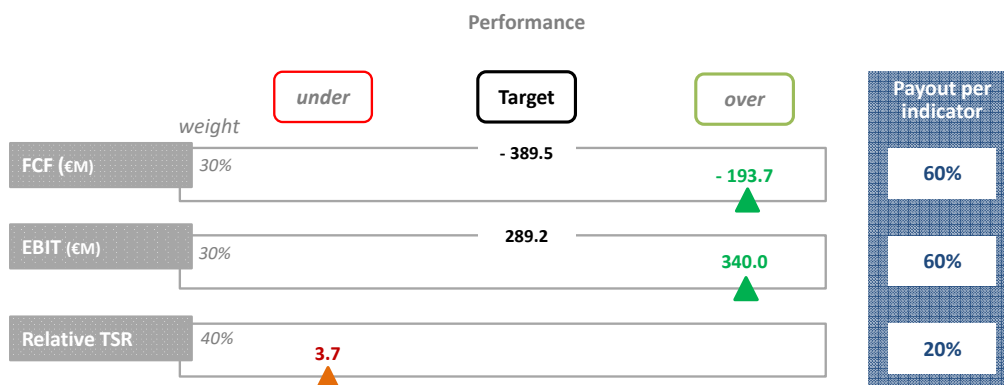 Performance
under
Target
over
Payout per
indicator
weight
FCF (€M)
30%
- 389.5
- 193.7
60%
EBIT (€M)
30%
289.2
340.0
60%
Relative TSR
40%
3.7
20%